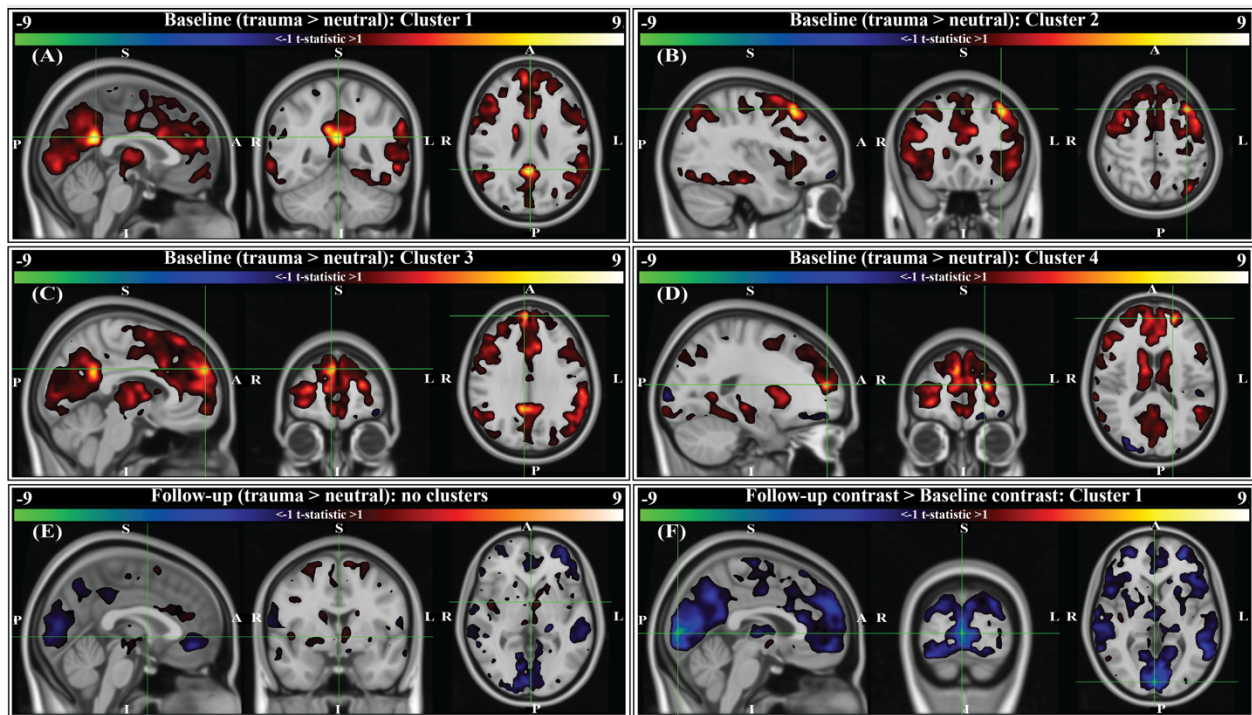 -9 Baseline (trauma > neutral): Cluster 1 9
<-1 t-statistic >1
(A) S S A
P A R L R L
I I P
-9 Baseline (trauma > neutral): Cluster 2 9
<-1 t-statistic >1
(B) S S A
P A R L R L
I I P
-9 Baseline (trauma > neutral): Cluster 3 9
<-1 t-statistic >1
(C) S S A
P A R L R L
I I P
-9 Baseline (trauma > neutral): Cluster 4 9
<-1 t-statistic >1
(D) S S A
P A R L R L
I I P
-9 Follow-up (trauma > neutral): no clusters 9
<-1 t-statistic >1
(E) S S A
P A R L R L
I I P
-9 Follow-up contrast > Baseline contrast: Cluster 1 9
<-1 t-statistic >1
(F) S S A
P A R L R L
I I P